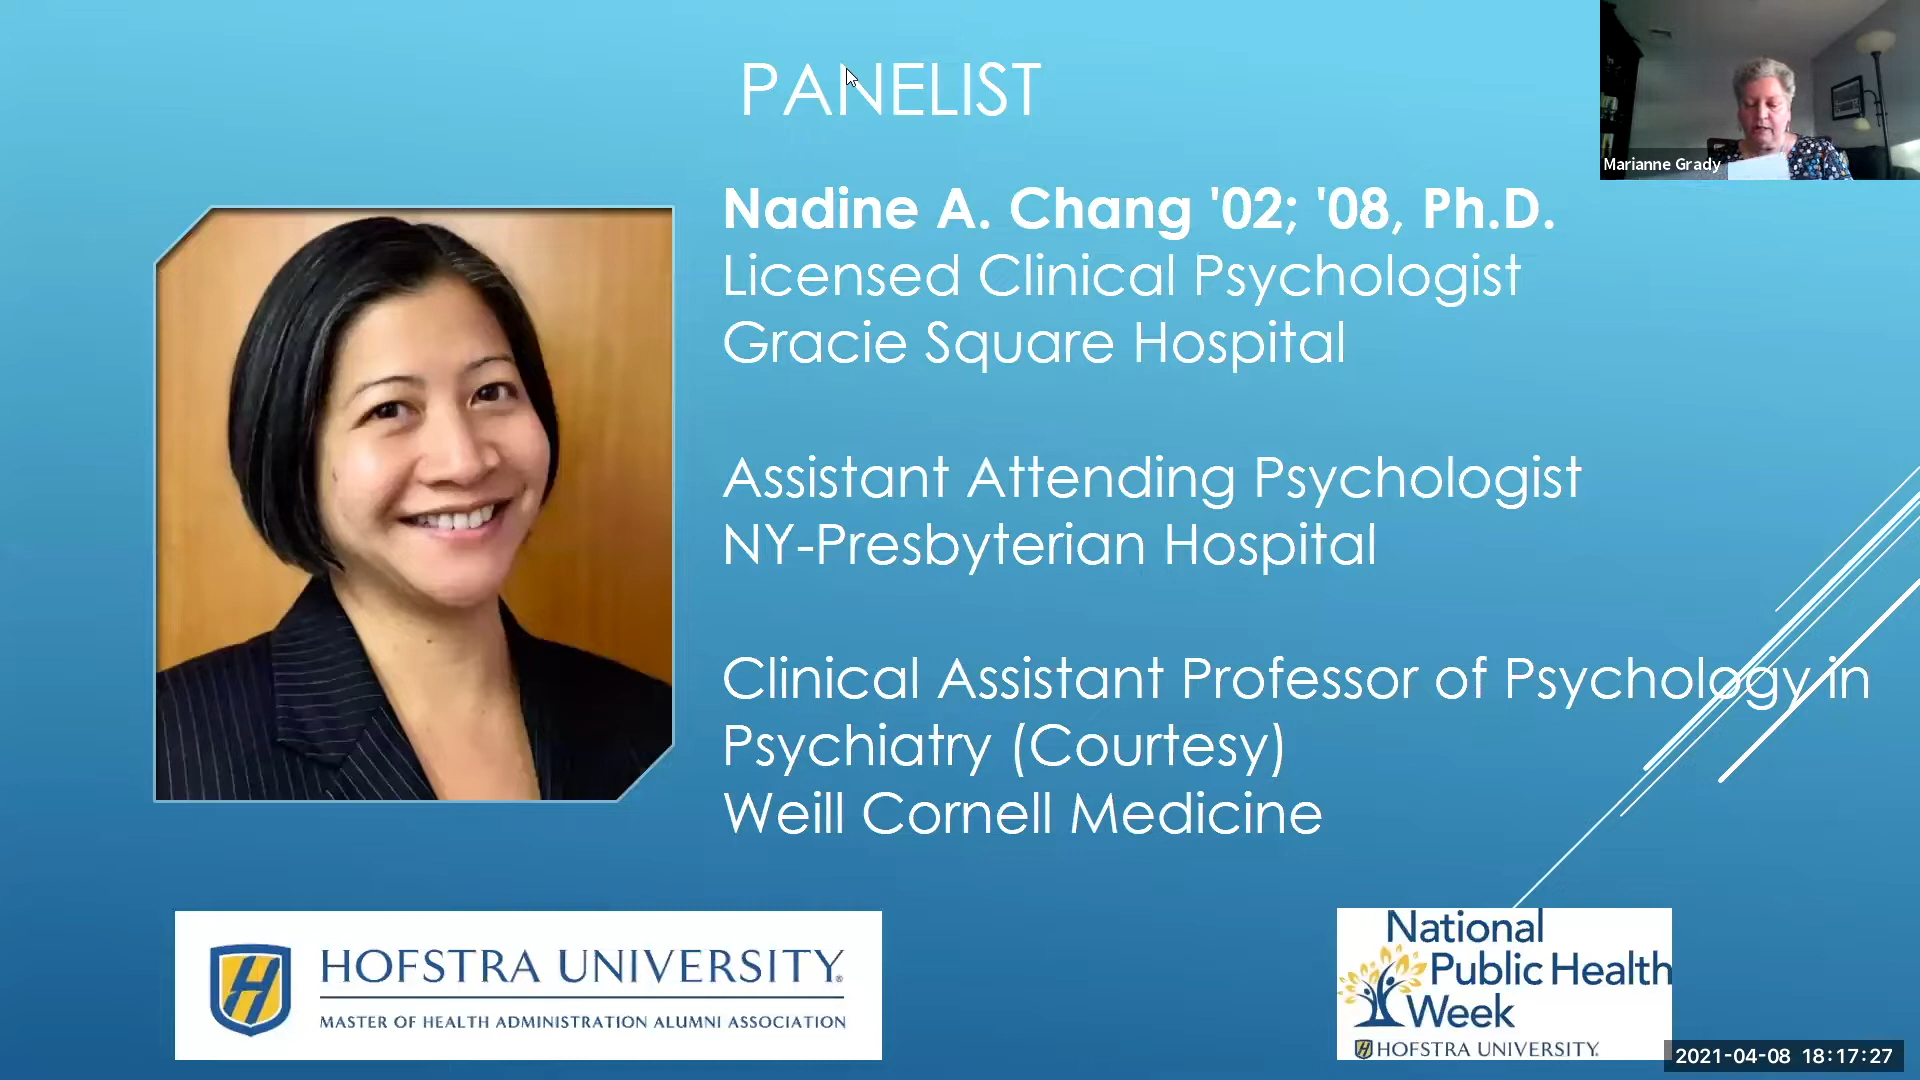 PANELIST
Marianne Grady
Nadine A. Chang '02; '08, Ph.D.
Licensed Clinical Psychologist
Gracie Square Hospital
Assistant Attending Psychologist
NY-Presbyterian Hospital
Clinical Assistant Professor of Psychology in
Psychiatry (Courtesy)
Weill Cornell Medicine
H
HOFSTRA UNIVERSITY®
MASTER OF HEALTH ADMINISTRATION ALUMNI ASSOCIATION
National
Public Health
Week
HOFSTRA UNIVERSITY.
2021-04-08 18:17:27